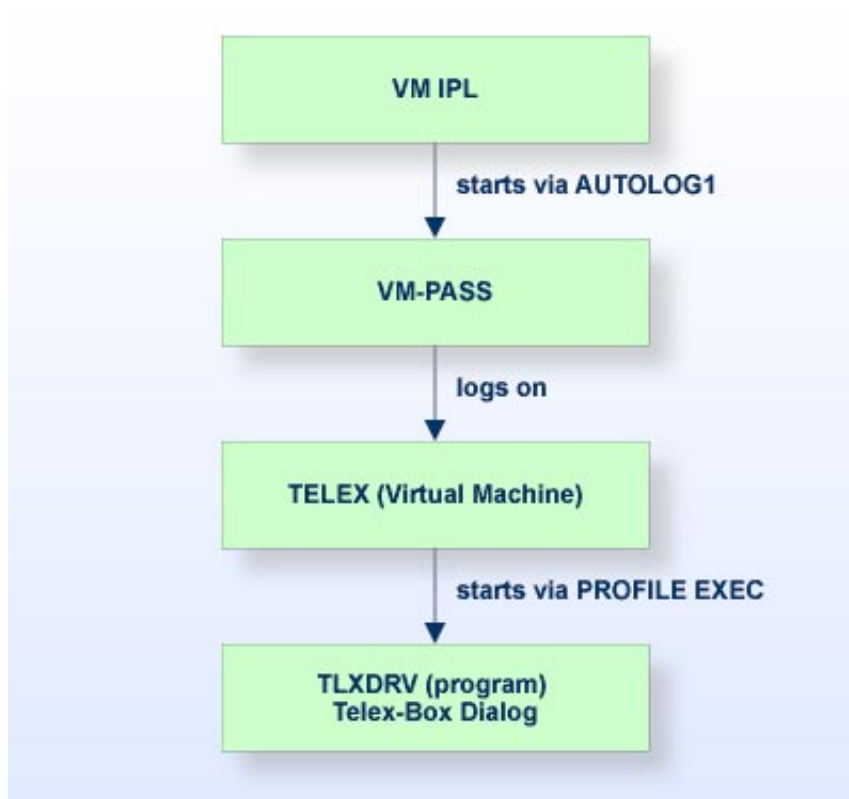 VM IPL
starts via AUTOLOG1
VM-PASS
logs on
TELEX (Virtual Machine)
starts via PROFILE EXEC
TLXDRV (program)
Telex-Box Dialog